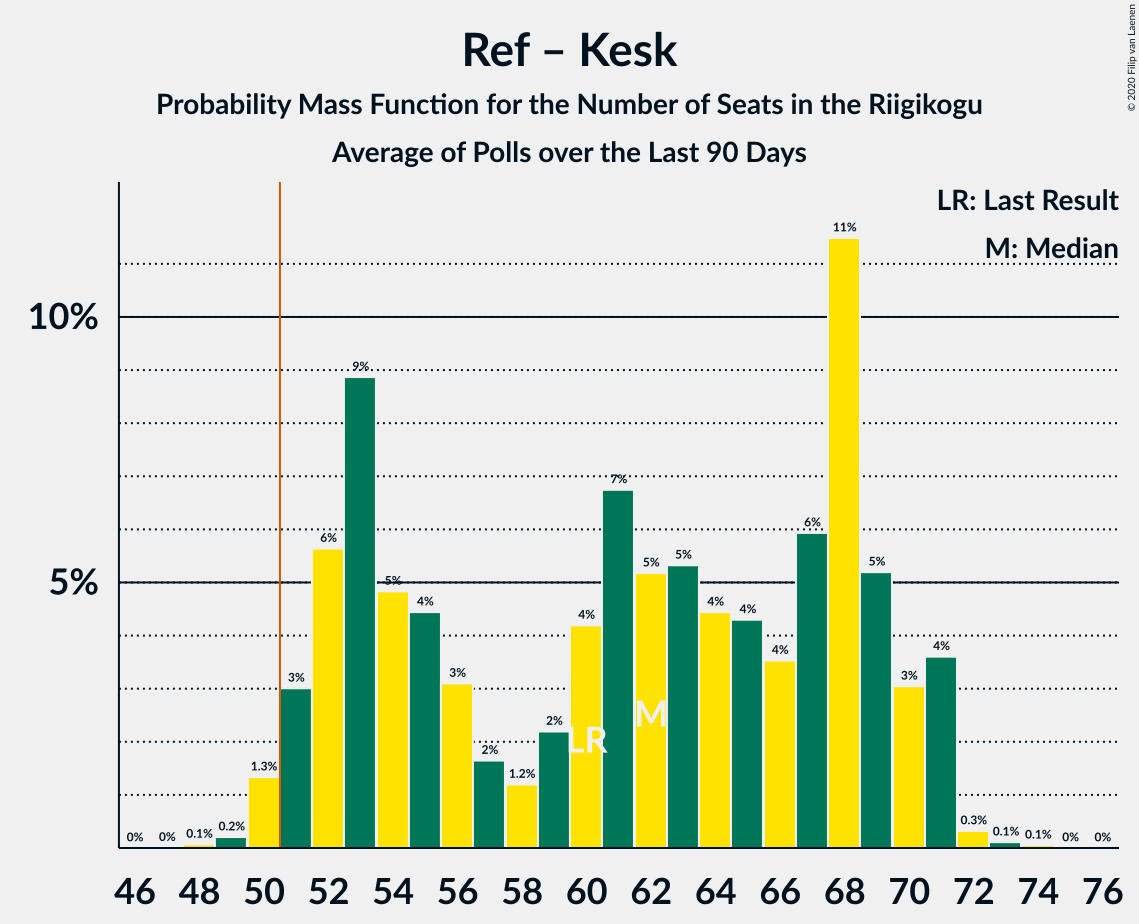 Ref – Kesk
Probability Mass Function for the Number of Seats in the Riigikogu
Average of Polls over the Last 90 Days
© 2020 Filip van Laenen
LR: Last Result
M: Median
10%
5%
0% 0% 0.1% 0.2% 1.3% 3% 6% 9% 5% 4% 3% 2% 1.2% 2% 4% 7% 5% 5% 4% 4% 4% 6% 11% 5% 3% 4% 0.3% 0.1% 0.1% 0% 0%
LR M
46 48 50 52 54 56 58 60 62 64 66 68 70 72 74 76